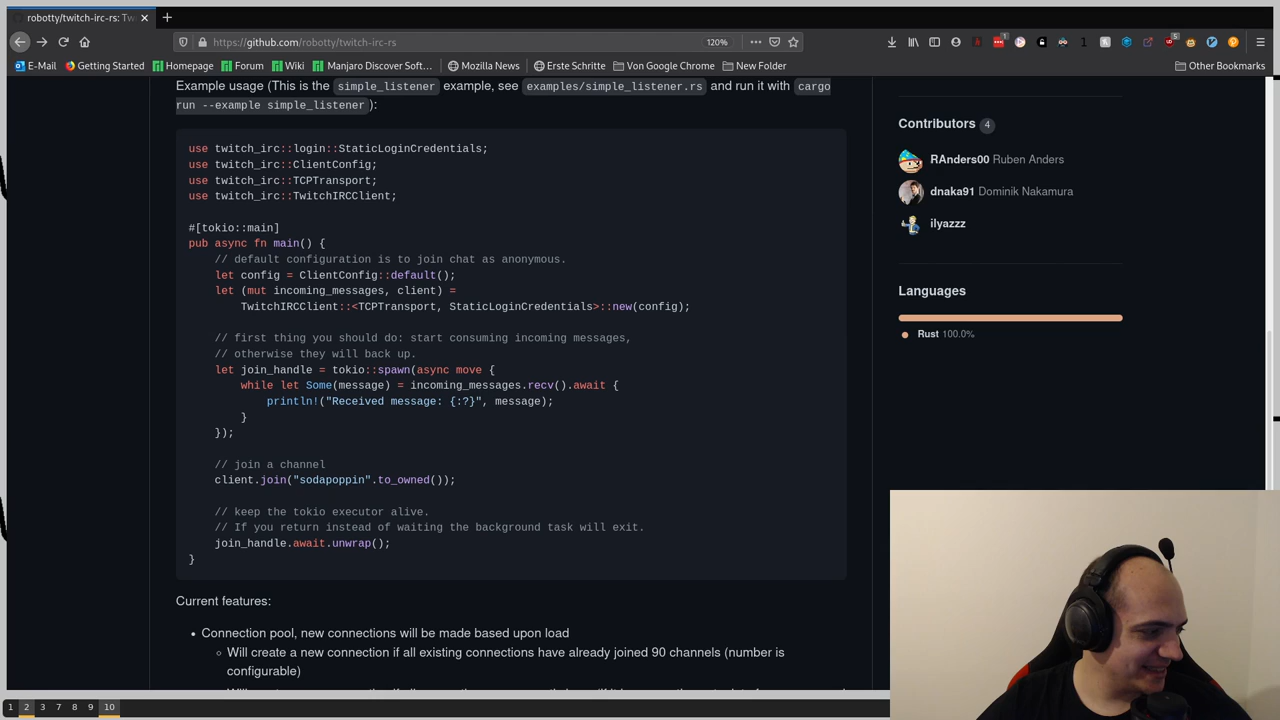 robotty/twitch-irc-rs: Tw
https://github.com/robotty/twitch-irc-rs
120%
E-Mail
Getting Started
Homepage
Forum
Wiki
Manjaro Discover Soft...
Mozilla News
Erste Schritte
Von Google Chrome
New Folder
Other Bookmarks
Example usage (This is the simple_listener example, see examples/simple_listener.rs and run it with cargo
run --example simple_listener ):
use twitch_irc::login::StaticLoginCredentials;
use twitch_irc::ClientConfig;
use twitch_irc::TCPTransport;
use twitch_irc::TwitchIRCClient;
#[tokio::main]
pub async fn main() {
// default configuration is to join chat as anonymous.
let config = ClientConfig::default();
let (mut incoming_messages, client) =
TwitchIRCClient::<TCPTransport, StaticLoginCredentials>::new(config);
// first thing you should do: start consuming incoming messages,
// otherwise they will back up.
let join_handle = tokio::spawn(async move {
while let Some(message) = incoming_messages.recv().await {
println!("Received message: {:?}", message);
}
});
// join a channel
client.join("sodapoppin".to_owned());
// keep the tokio executor alive.
// If you return instead of waiting the background task will exit.
join_handle.await.unwrap();
}
Current features:
Connection pool, new connections will be made based upon load
Will create a new connection if all existing connections have already joined 90 channels (number is
configurable)
Contributors 4
RAnders00 Ruben Anders
dnaka91 Dominik Nakamura
ilyazzz
Languages
Rust 100.0%
1 2 3 7 8 9 10